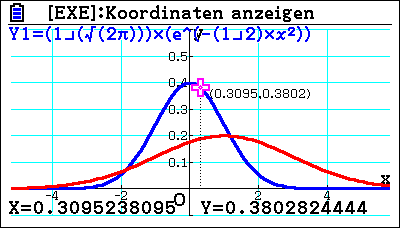 [EXE]:Koordinaten anzeigen
Y1=(1⌟(√(2π)))×(e^(-(1⌟2)×x²))
y
0.5
0.4
(0.3095,0.3802)
0.3
0.2
0.1
x
-4 -2 O 2 4
X=0.3095238095 Y=0.3802824444